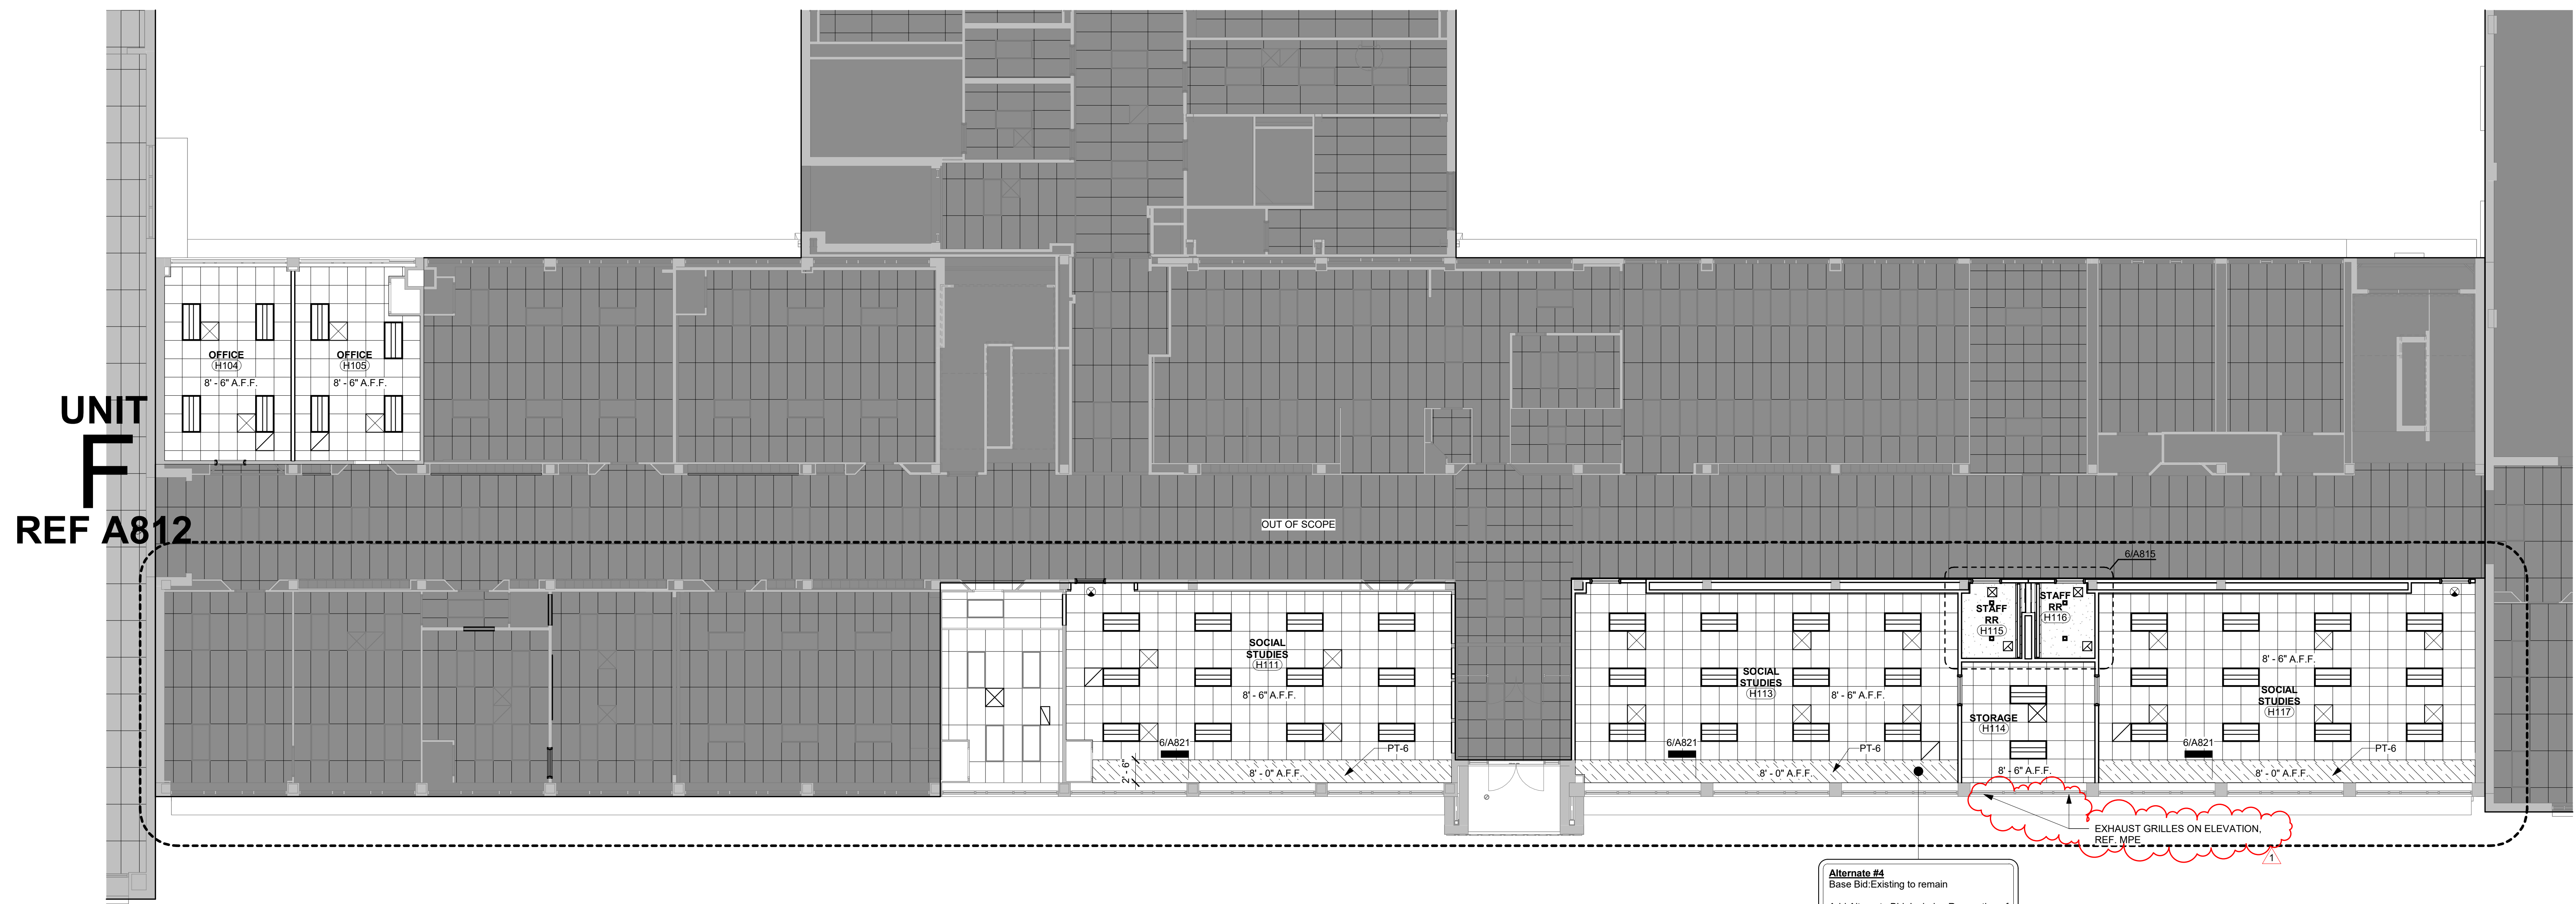 UNIT
F
REF A812
OFFICE
H104
8' - 6" A.F.F.
OFFICE
H105
8' - 6" A.F.F.
OUT OF SCOPE
6/A815
SOCIAL
STUDIES
H111
8' - 6" A.F.F.
6/A821
PT-6
2' - 6"
8' - 0" A.F.F.
SOCIAL
STUDIES
H113
8' - 6" A.F.F.
6/A821
PT-6
8' - 0" A.F.F.
STAFF
RR
H115
STAFF
RR
H116
STORAGE
H114
8' - 6" A.F.F.
8' - 6" A.F.F.
SOCIAL
STUDIES
H117
6/A821
PT-6
8' - 0" A.F.F.
EXHAUST GRILLES ON ELEVATION,
REF. MPE
1
Alternate #4
Base Bid:Existing to remain